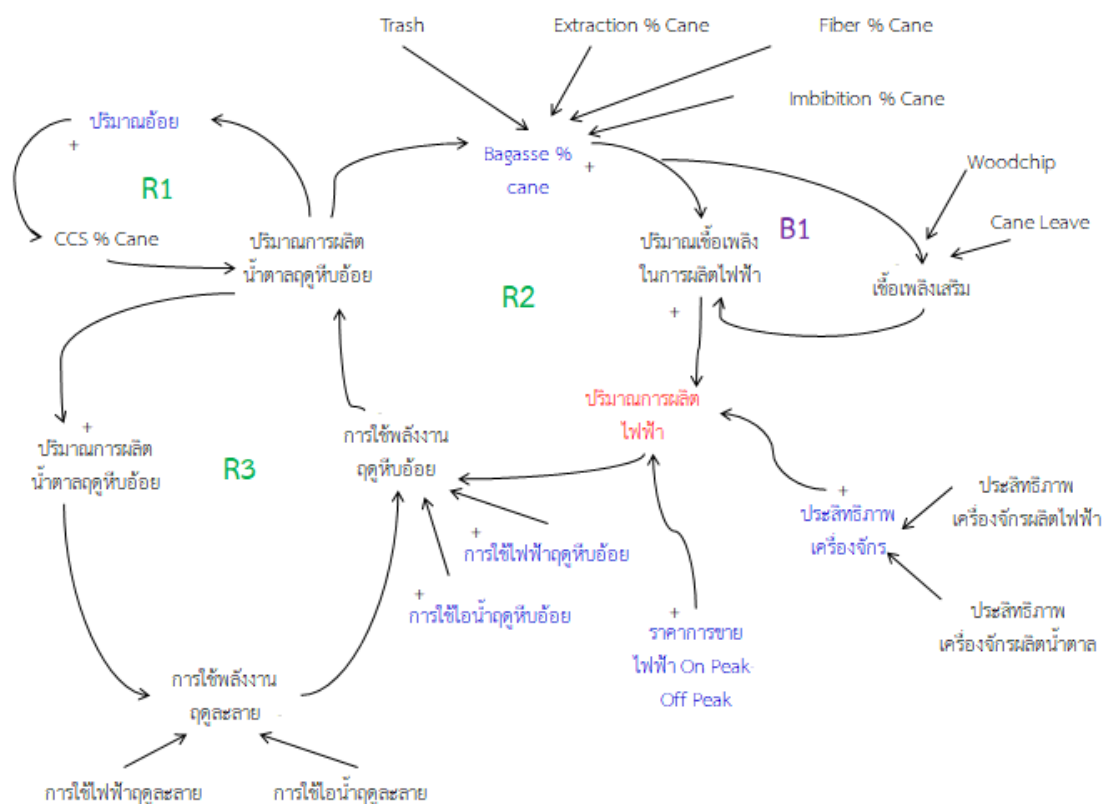 Trash
Extraction % Cane
Fiber % Cane
Imbibition % Cane
ปริมาณอ้อย
+
R1
Bagasse %
cane
+
Woodchip
Cane Leave
CCS % Cane
ปริมาณการผลิต
น้ำตาลฤดูหีบอ้อย
ปริมาณเชื้อเพลิง
ในการผลิตไฟฟ้า
+
B1
เชื้อเพลิงเสริม
R2
ปริมาณการผลิต
ไฟฟ้า
+
ปริมาณการผลิต
น้ำตาลฤดูหีบอ้อย
R3
การใช้พลังงาน
ฤดูหีบอ้อย
+
ประสิทธิภาพ
เครื่องจักร
ประสิทธิภาพ
เครื่องจักรผลิตไฟฟ้า
+
การใช้ไฟฟ้าฤดูหีบอ้อย
+
การใช้ไอน้ำฤดูหีบอ้อย
+
ราคาการขาย
ไฟฟ้า On Peak
Off Peak
ประสิทธิภาพ
เครื่องจักรผลิตน้ำตาล
การใช้พลังงาน
ฤดูละลาย
การใช้ไฟฟ้าฤดูละลาย
การใช้ไอน้ำฤดูละลาย